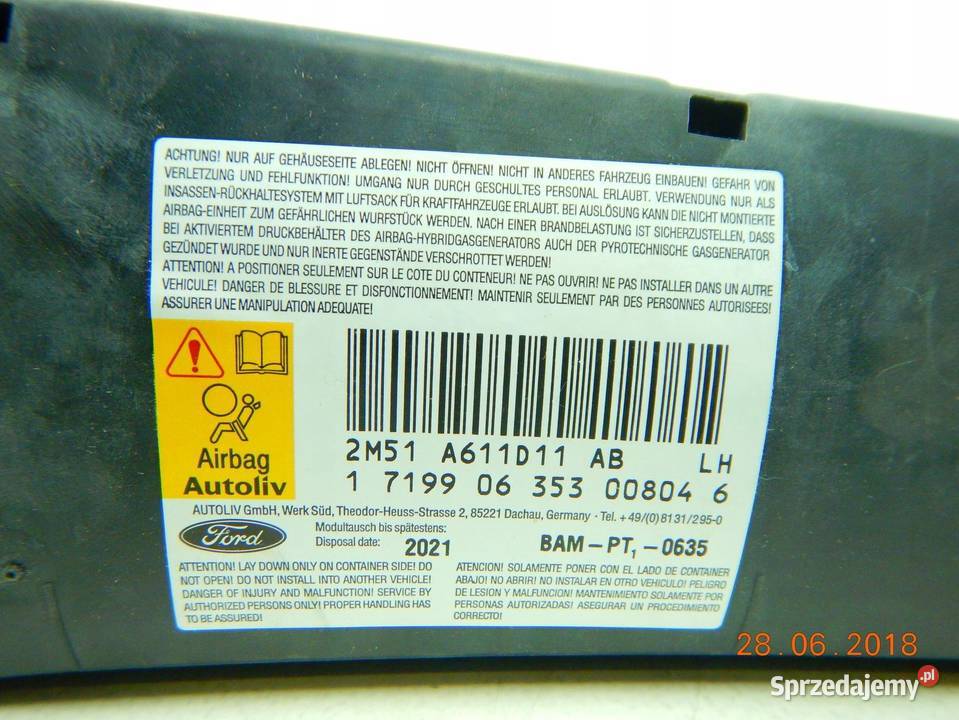 ACHTUNG! NUR AUF GEHÄUSESEITE ABLEGEN! NICHT ÖFFNEN! NICHT IN ANDERES FAHRZEUG EINBAUEN! GEFAHR VON
VERLETZUNG UND FEHLFUNKTION! UMGANG NUR DURCH GESCHULTES PERSONAL ERLAUBT. VERWENDUNG NUR ALS
INSASSEN-RÜCKHALTESYSTEM MIT LUFTSACK FÜR KRAFTFAHRZEUGE ERLAUBT. BEI AUSLÖSUNG KANN DIE NICHT MONTIERTE
AIRBAG-EINHEIT ZUM GEFÄHRLICHEN WURFSTÜCK WERDEN. NACH EINER BRANDBELASTUNG IST SICHERZUSTELLEN, DASS
BEI AKTIVIERTEM DRUCKBEHÄLTER DES AIRBAG-HYBRIDGASGENERATORS AUCH DER PYROTECHNISCHE GASGENERATOR
GEZÜNDET WURDE UND NUR INERTE GEGENSTÄNDE VERSCHROTTET WERDEN!
ATTENTION! A POSITIONER SEULEMENT SUR LE COTE DU CONTENEUR! NE PAS OUVRIR! NE PAS INSTALLER DANS UN AUTRE
VEHICULE! DANGER DE BLESSURE ET DISFONCTIONNEMENT! MAINTENIR SEULEMENT PAR DES PERSONNES AUTORISEES!
ASSURER UNE MANIPULATION ADEQUATE!
2M51 A611D11 AB LH
1 7199 06 353 00804 6
Airbag
Autoliv
AUTOLIV GmbH, Werk Süd, Theodor-Heuss-Strasse 2, 85221 Dachau, Germany · Tel. +49/(0)8131/295-0
Ford
Modultausch bis spätestens:
Disposal date: 2021 BAM-PT₁-0635
ATTENTION! LAY DOWN ONLY ON CONTAINER SIDE! DO
NOT OPEN! DO NOT INSTALL INTO ANOTHER VEHICLE!
DANGER OF INJURY AND MALFUNCTION! SERVICE BY
AUTHORIZED PERSONS ONLY! PROPER HANDLING HAS
TO BE ASSURED!
ATENCION! SOLAMENTE PONER CON EL LADO DE CONTAINER
ABAJO! NO ABRIR! NO INSTALAR EN OTRO VEHICULO! PELIGRO
DE LESION Y MALFUNCION! MANTENIMIENTO SOLAMENTE POR
PERSONAS AUTORIZADAS! ASEGURAR UN PROCEDIMIENTO
CORRECTO!
28.06.2018
Sprzedajemy.pl